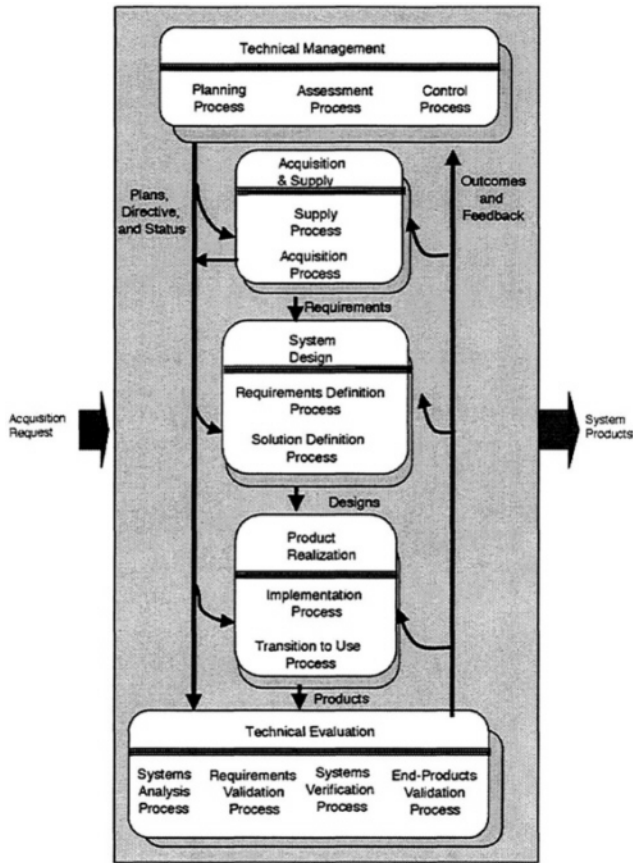 Technical Management
Planning
Process
Assessment
Process
Control
Process
Acquisition
& Supply
Supply
Process
Acquisition
Process
Plans,
Directive,
and Status
Outcomes
and
Feedback
Requirements
System
Design
Requirements Definition
Process
Solution Definition
Process
Acquisition
Request
System
Products
Designs
Product
Realization
Implementation
Process
Transition to Use
Process
Products
Technical Evaluation
Systems
Analysis
Process
Requirements
Validation
Process
Systems
Verification
Process
End-Products
Validation
Process